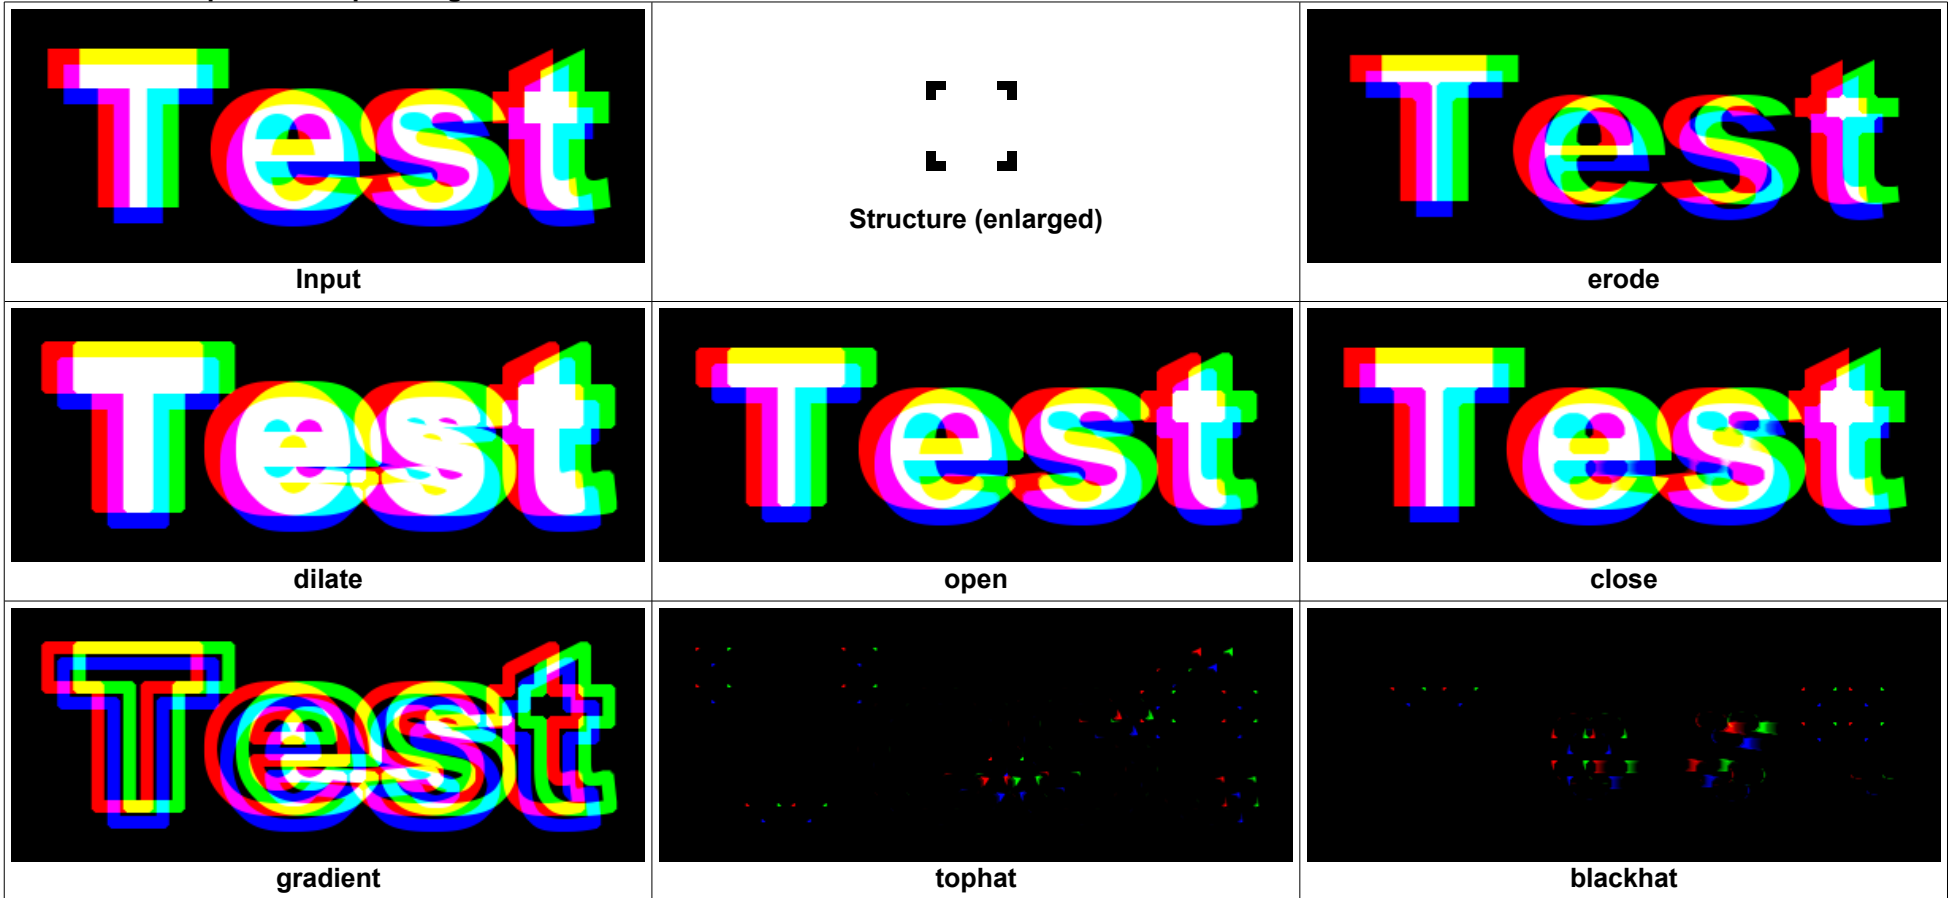 Test
Structure (enlarged)
Test
Input
erode
Test
Test
Test
dilate
open
close
Test
gradient
tophat
blackhat